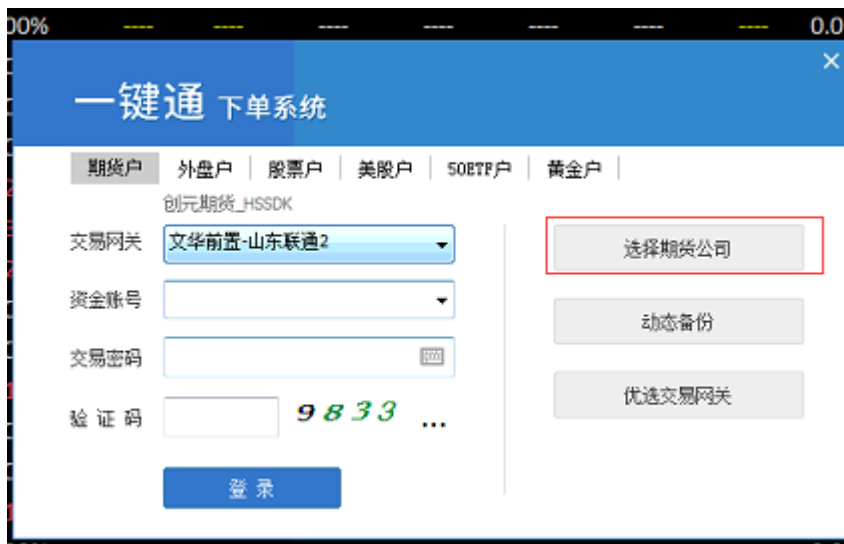 00% ---- ---- ---- ---- ---- ---- ---- 0.0
一键通 下单系统
期货户 外盘户 股票户 美股户 50ETF户 黄金户
创元期货_HSSDK
交易网关 文华前置-山东联通2 选择期货公司
资金账号 动态备份
交易密码
优选交易网关
验证码 9833 ...
登录